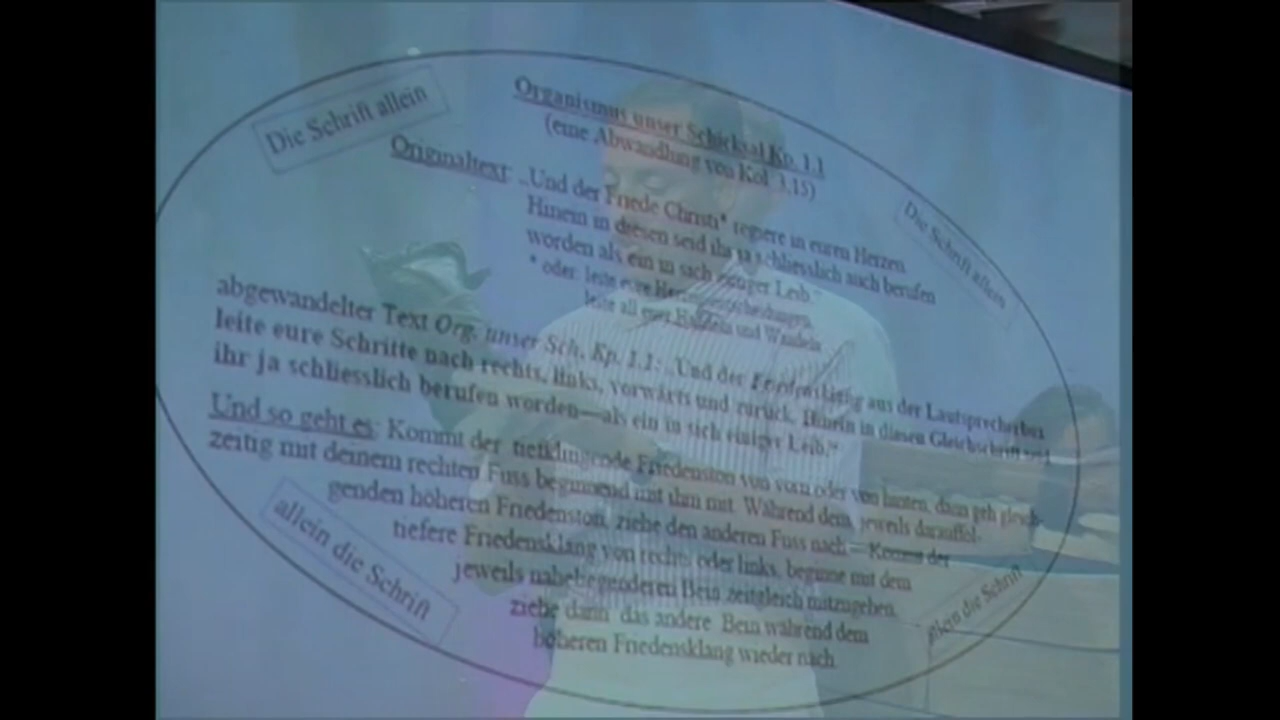 Die Schrift allein
Organismus unser Schicksal Kp. 1.1
(eine Abwandlung von Kol 3,15)
Originaltext: „Und der Friede Christi* regiere in euren Herzen
Hinein in diesen seid ihr ja schliesslich auch berufen
worden als ein in sich einiger Leib."
* oder: leite eure Herzensentscheidungen,
leite all euer Handeln und Wandeln
Die Schrift allein
abgewandelter Text Org. unser Sch. Kp. 1.1: „Und der Friedensklang aus der Lautsprecherbox
leite eure Schritte nach rechts, links, vorwärts und zurück. Hinein in diesen Gleichschritt seid
ihr ja schliesslich berufen worden—als ein in sich einiger Leib."
Und so geht es: Kommt der tiefklingende Friedenston von vorn oder von hinten, dann geh gleich-
zeitig mit deinem rechten Fuss beginnend mit ihm mit. Während dem jeweils darauffol-
genden höheren Friedenston, ziehe den anderen Fuss nach— Kommt der
tiefere Friedensklang von rechts oder links, beginne mit dem
jeweils naheliegenderen Bein zeitgleich mitzugehen,
ziehe dann das andere Bein während dem
höheren Friedensklang wieder nach
allein die Schrift
allein die Schrift